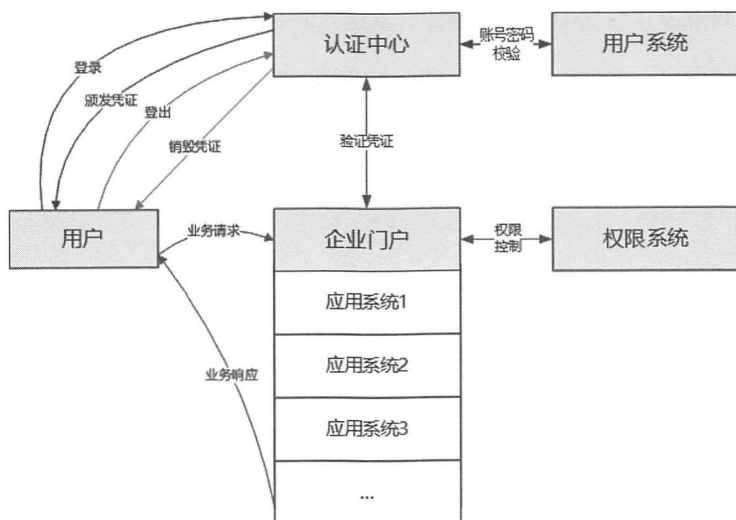 认证中心
账号密码
校验
用户系统
登录
颁发凭证
登出
销毁凭证
验证凭证
用户
业务请求
企业门户
权限
控制
权限系统
应用系统1
应用系统2
业务响应
应用系统3
...